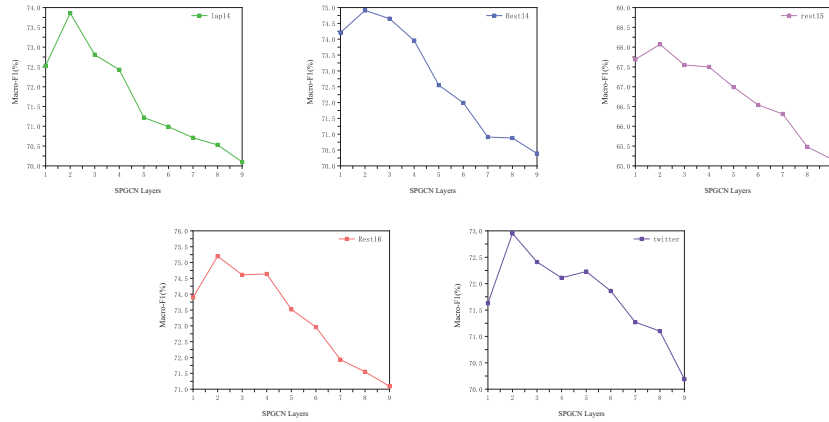 lap14
Macro-F1(%)
74.0
73.5
73.0
72.5
72.0
71.5
71.0
70.5
70.0
1 2 3 4 5 6 7 8 9
SPGCN Layers
Rest14
Macro-F1(%)
75.0
74.5
74.0
73.5
73.0
72.5
72.0
71.5
71.0
70.5
70.0
1 2 3 4 5 6 7 8 9
SPGCN Layers
rest15
Macro-F1(%)
69.0
68.5
68.0
67.5
67.0
66.5
66.0
65.5
65.0
1 2 3 4 5 6 7 8
SPGCN Layers
Rest16
Macro-F1(%)
76.0
75.5
75.0
74.5
74.0
73.5
73.0
72.5
72.0
71.5
71.0
1 2 3 4 5 6 7 8 9
SPGCN Layers
twitter
Macro-F1(%)
73.0
72.5
72.0
71.5
71.0
70.5
70.0
1 2 3 4 5 6 7 8 9
SPGCN Layers